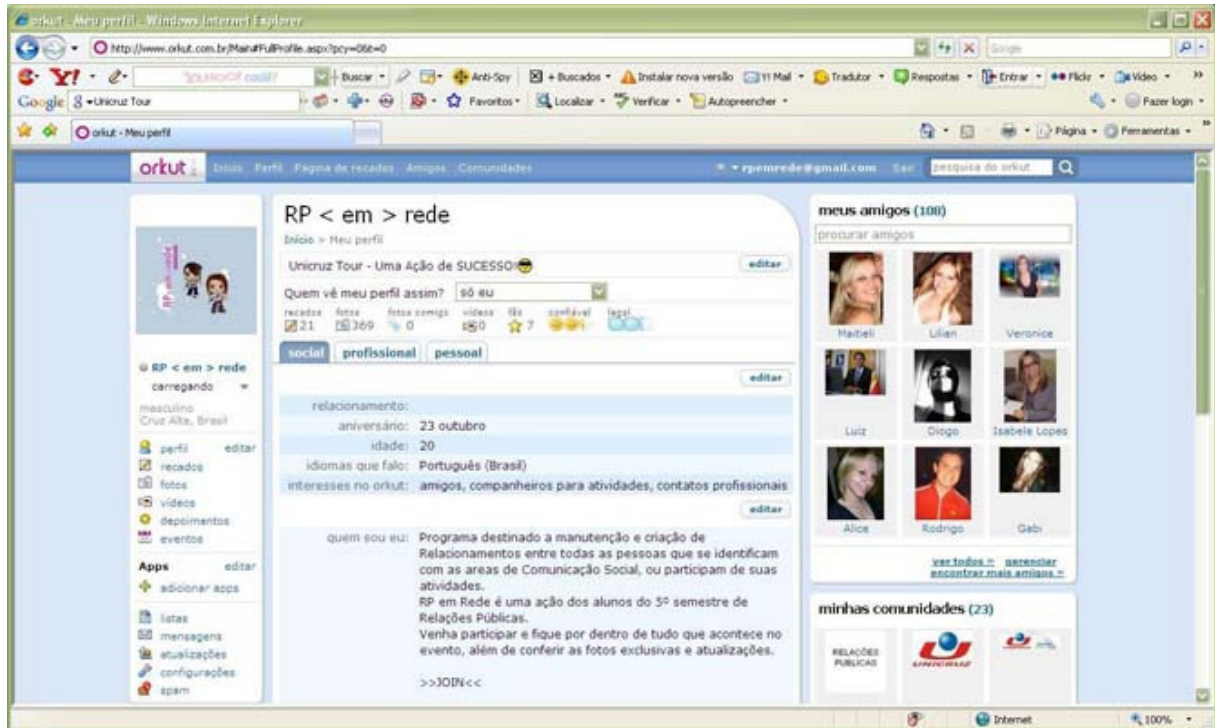 orkut - Meu perfil - Windows Internet Explorer
http://www.orkut.com.br/Main#FullProfile.aspx?pcy=0&t=0
Google
Buscar
Anti-Spy
+ Buscados
Instalar nova versão
Y! Mail
Tradutor
Respostas
Entrar
Flickr
Vídeo
Google
Unicruz Tour
Favoritos
Localizar
Verificar
Autopreencher
Fazer login
orkut - Meu perfil
Página
Ferramentas
orkut
Início Perfil Página de recados Amigos Comunidades
rpemrede@gmail.com
Sair
pesquisa do orkut
RP em rede
RP < em > rede
carregando
masculino
Cruz Alta, Brasil
perfil editar
recados
fotos
vídeos
depoimentos
eventos
Apps editar
adicionar apps
listas
mensagens
atualizações
configurações
spam
RP < em > rede
Início > Meu perfil
Unicruz Tour - Uma Ação de SUCESSO!
editar
Quem vê meu perfil assim? só eu
recados fotos fotos comigo vídeos fãs confiável legal
21 369 0 0 7
social profissional pessoal
editar
relacionamento:
aniversário: 23 outubro
idade: 20
idiomas que falo: Português (Brasil)
interesses no orkut: amigos, companheiros para atividades, contatos profissionais
editar
quem sou eu: Programa destinado a manutenção e criação de
Relacionamentos entre todas as pessoas que se identificam
com as areas de Comunicação Social, ou participam de suas
atividades.
RP em Rede é uma ação dos alunos do 5º semestre de
Relações Públicas.
Venha participar e fique por dentro de tudo que acontece no
evento, além de conferir as fotos exclusivas e atualizações.
>>JOIN<<
meus amigos (100)
procurar amigos
Maitieli Lilian Veronice
Luiz Diogo Isabele Lopes
Alice Rodrigo Gabi
ver todos » gerenciar
encontrar mais amigos »
minhas comunidades (23)
RELAÇÕES
PUBLICAS
UNICRUZ
Internet
100%